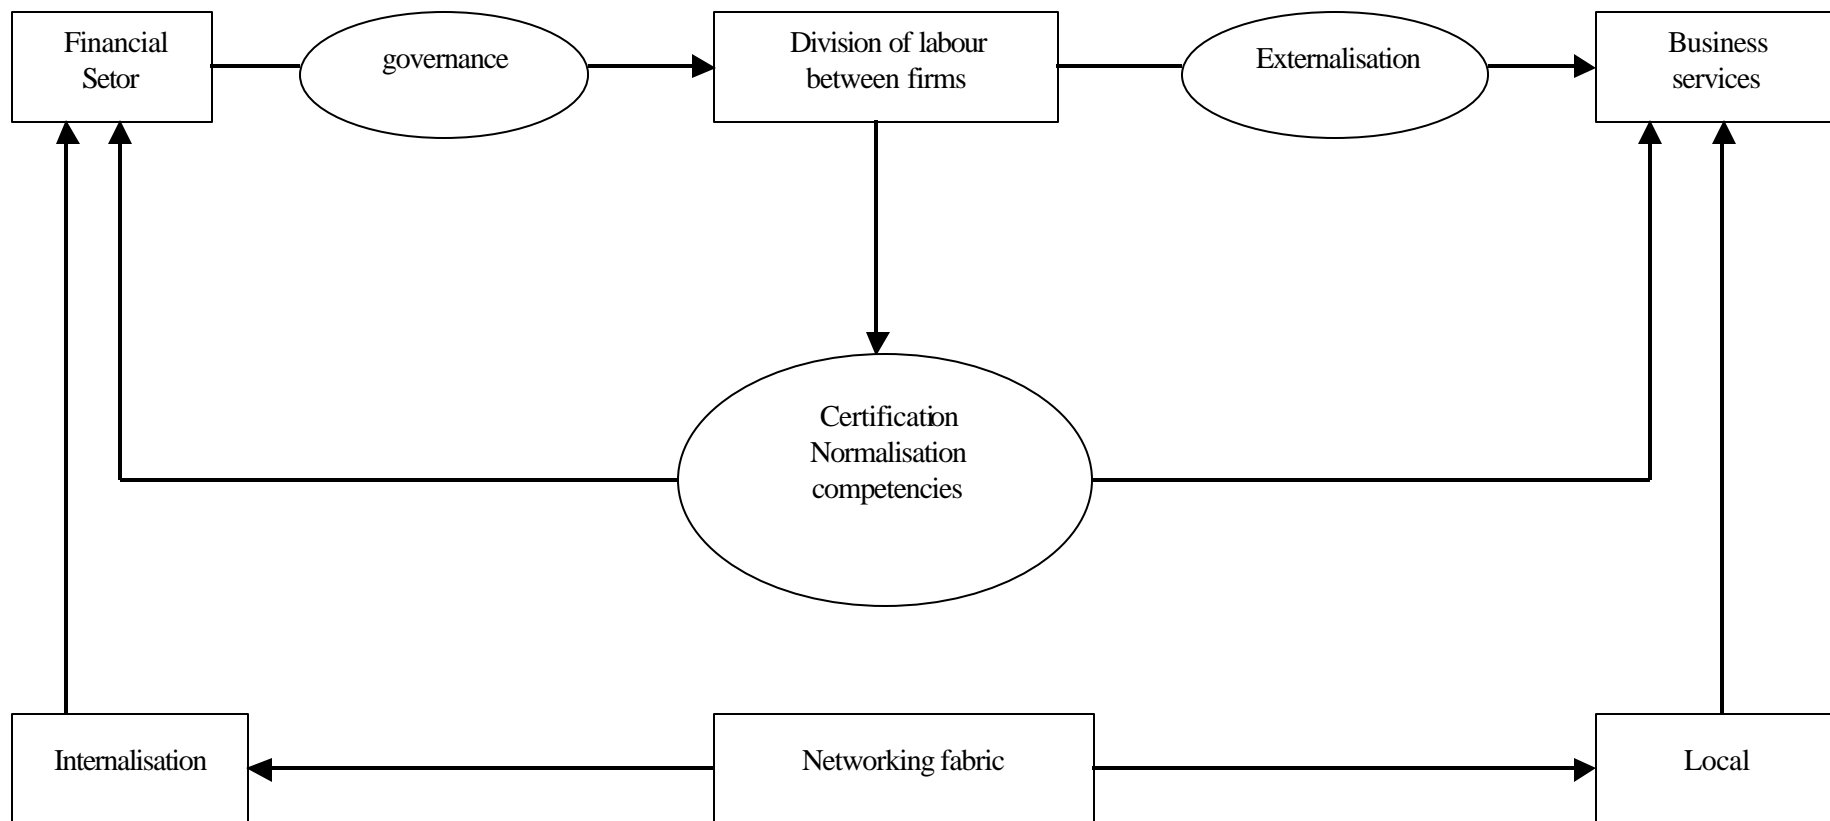 Financial
Setor
governance
Division of labour
between firms
Externalisation
Business
services
Certification
Normalisation
competencies
Internalisation
Networking fabric
Local